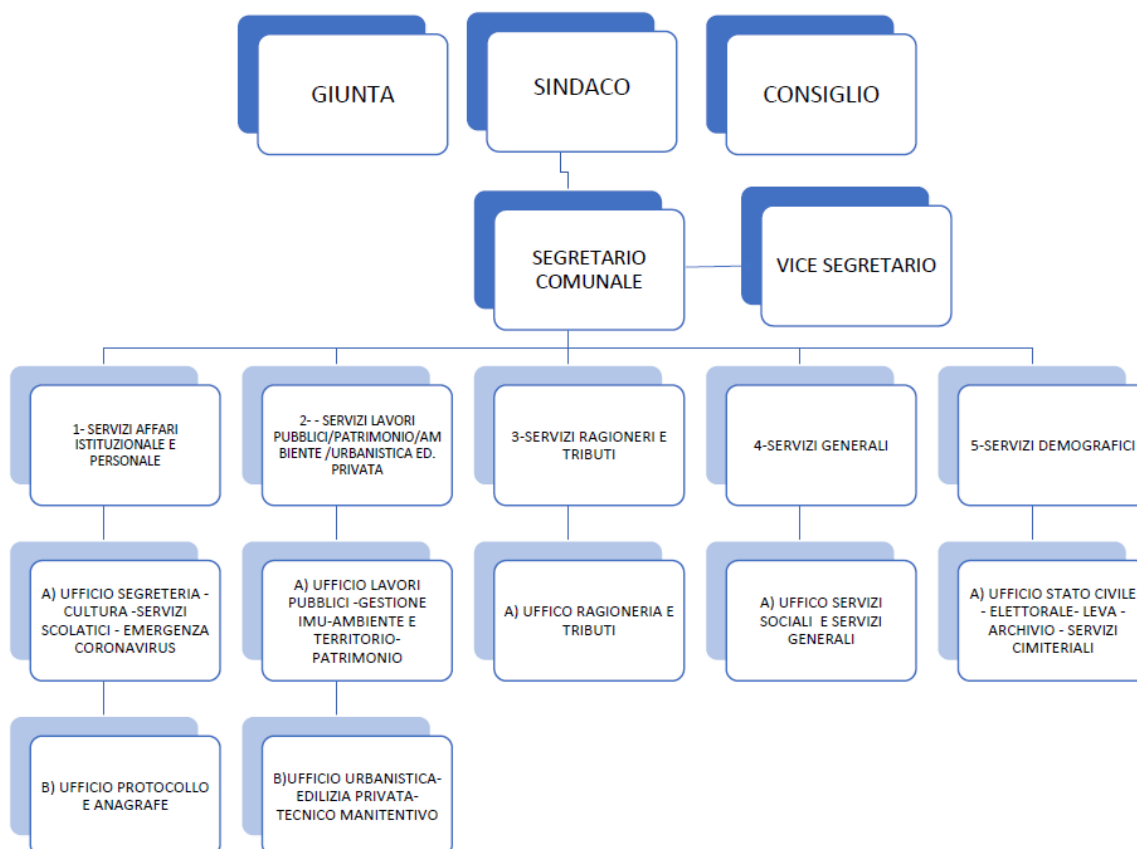 GIUNTA
SINDACO
CONSIGLIO
SEGRETARIO
COMUNALE
VICE SEGRETARIO
1- SERVIZI AFFARI
ISTITUZIONALE E
PERSONALE
2- - SERVIZI LAVORI
PUBBLICI/PATRIMONIO/AM
BIENTE /URBANISTICA ED.
PRIVATA
3-SERVIZI RAGIONERI E
TRIBUTI
4-SERVIZI GENERALI
5-SERVIZI DEMOGRAFICI
A) UFFICIO SEGRETERIA -
CULTURA -SERVIZI
SCOLATICI - EMERGENZA
CORONAVIRUS
A) UFFICIO LAVORI
PUBBLICI -GESTIONE
IMU-AMBIENTE E
TERRITORIO-
PATRIMONIO
A) UFFICO RAGIONERIA E
TRIBUTI
A) UFFICO SERVIZI
SOCIALI E SERVIZI
GENERALI
A) UFFICIO STATO CIVILE
- ELETTORALE- LEVA -
ARCHIVIO - SERVIZI
CIMITERIALI
B) UFFICIO PROTOCOLLO
E ANAGRAFE
B)UFFICIO URBANISTICA-
EDILIZIA PRIVATA-
TECNICO MANITENTIVO